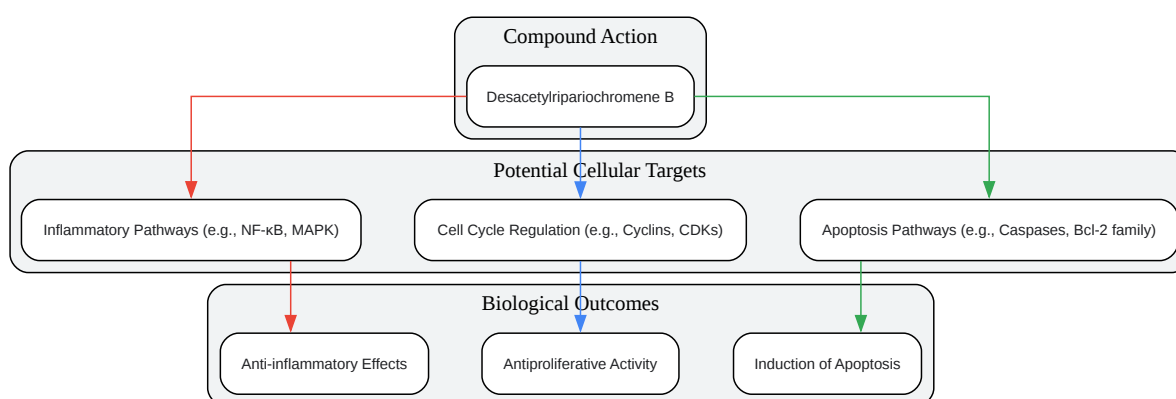 Compound Action
Desacetylripariochromene B
Potential Cellular Targets
Inflammatory Pathways (e.g., NF-κB, MAPK)
Cell Cycle Regulation (e.g., Cyclins, CDKs)
Apoptosis Pathways (e.g., Caspases, Bcl-2 family)
Biological Outcomes
Anti-inflammatory Effects
Antiproliferative Activity
Induction of Apoptosis